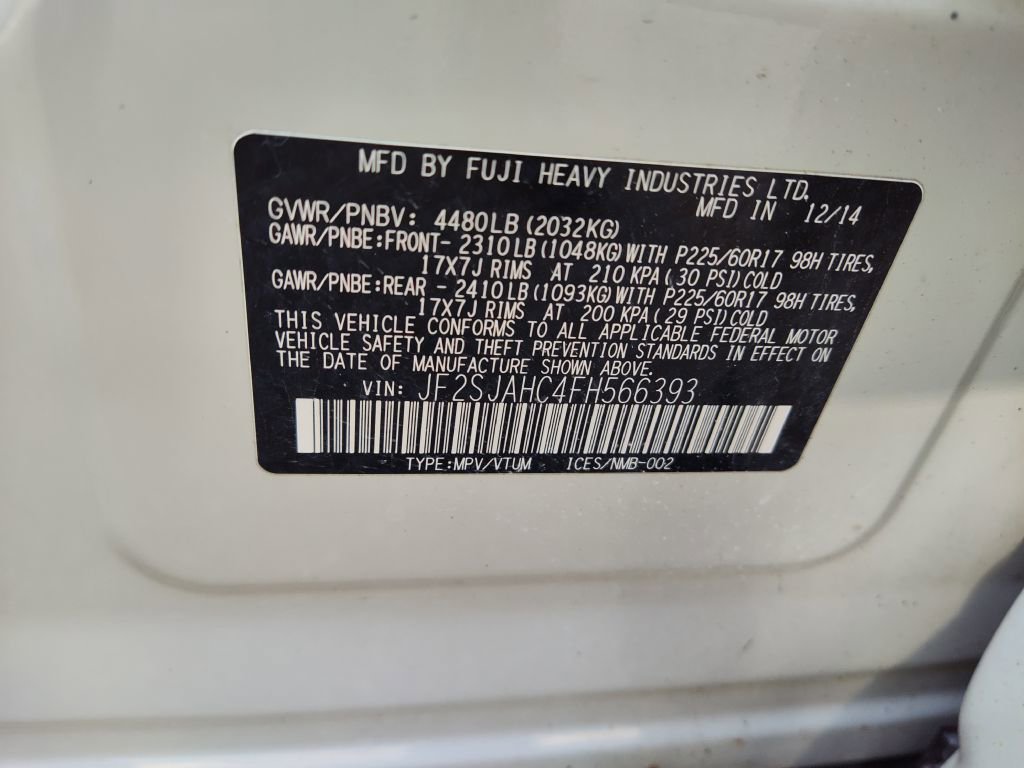 MFD BY FUJI HEAVY INDUSTRIES LTD.
MFD IN 12/14
GVWR/PNBV: 4480LB (2032KG)
GAWR/PNBE:FRONT- 2310LB (1048KG) WITH P225/60R17 98H TIRES,
17X7J RIMS AT 210 KPA ( 30 PSI) COLD
GAWR/PNBE:REAR - 2410LB (1093KG) WITH P225/60R17 98H TIRES,
17X7J RIMS AT 200 KPA ( 29 PSI) COLD
THIS VEHICLE CONFORMS TO ALL APPLICABLE FEDERAL MOTOR
VEHICLE SAFETY AND THEFT PREVENTION STANDARDS IN EFFECT ON
THE DATE OF MANUFACTURE SHOWN ABOVE.
VIN: JF2SJAHC4FH566393
TYPE:MPV/VTUM ICES/NMB-002